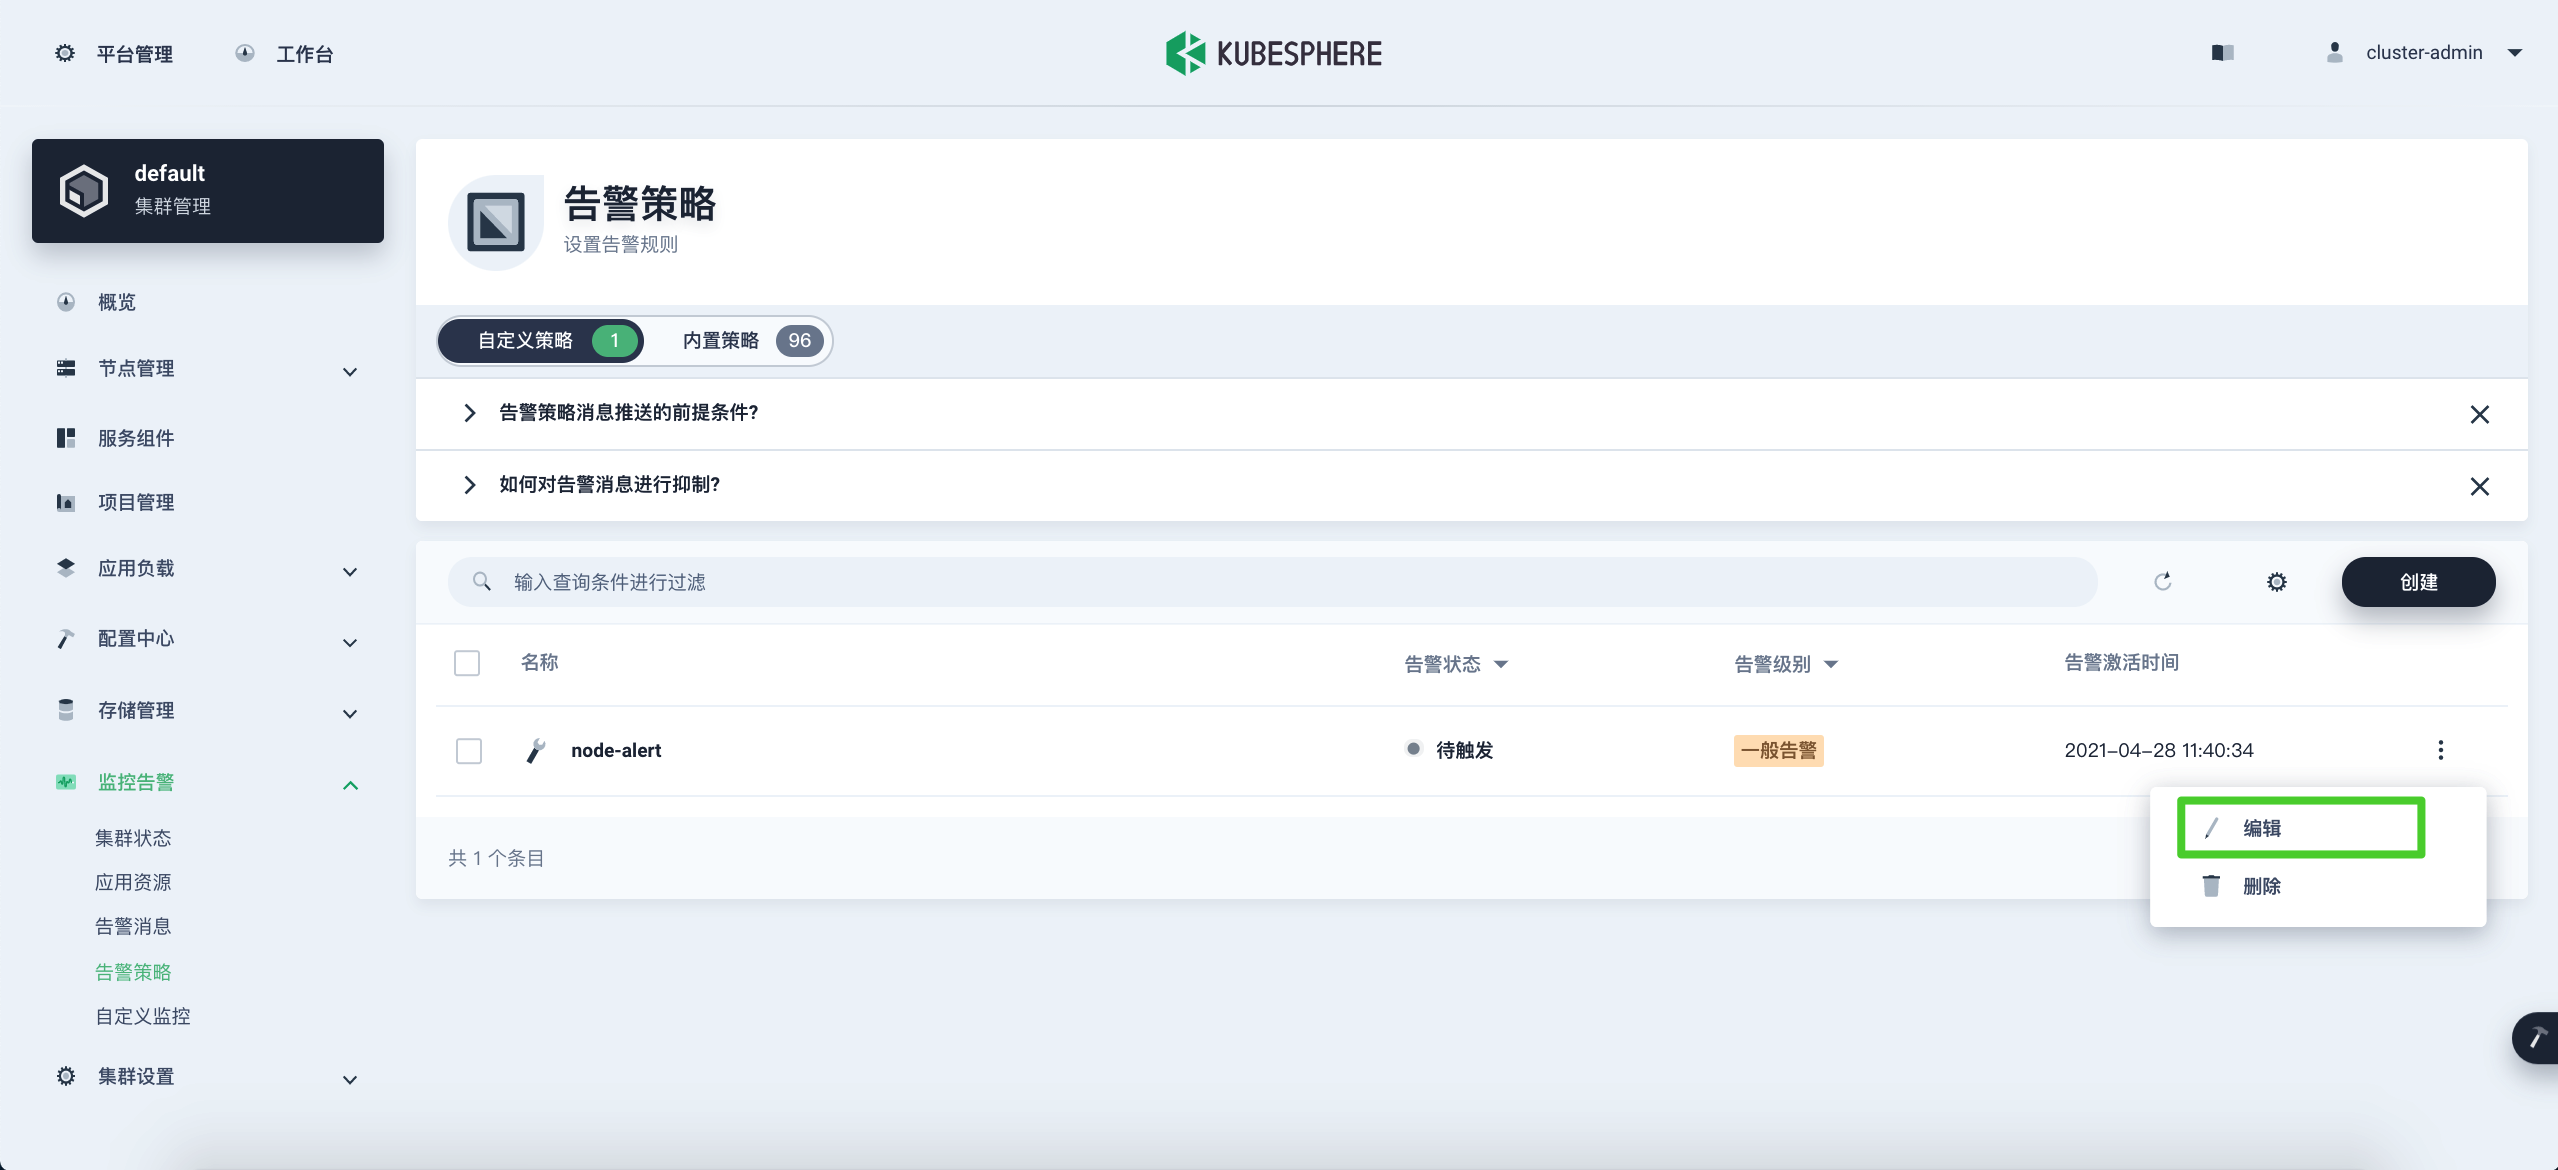 平台管理
工作台
KUBESPHERE
cluster-admin
default
集群管理
概览
节点管理
服务组件
项目管理
应用负载
配置中心
存储管理
监控告警
集群状态
应用资源
告警消息
告警策略
自定义监控
集群设置
告警策略
设置告警规则
自定义策略 1
内置策略 96
告警策略消息推送的前提条件?
如何对告警消息进行抑制?
输入查询条件进行过滤
创建
名称 告警状态 告警级别 告警激活时间
node-alert 待触发 一般告警 2021-04-28 11:40:34
编辑
删除
共 1 个条目